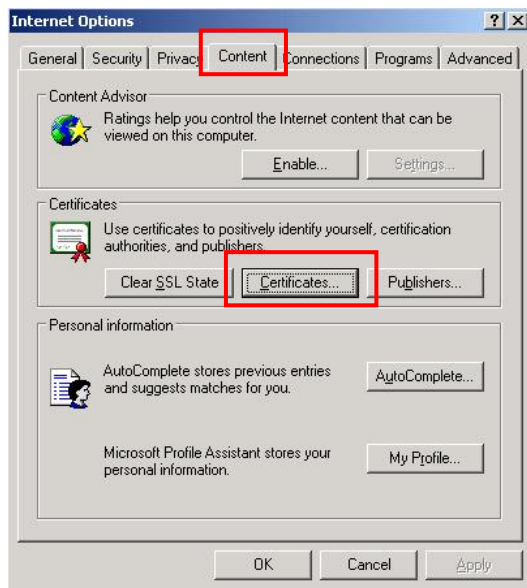 Internet Options
General Security Privacy Content Connections Programs Advanced
Content Advisor
Ratings help you control the Internet content that can be
viewed on this computer.
Enable... Settings...
Certificates
Use certificates to positively identify yourself, certification
authorities, and publishers.
Clear SSL State Certificates... Publishers...
Personal information
AutoComplete stores previous entries
and suggests matches for you.
AutoComplete...
Microsoft Profile Assistant stores your
personal information.
My Profile...
OK Cancel Apply